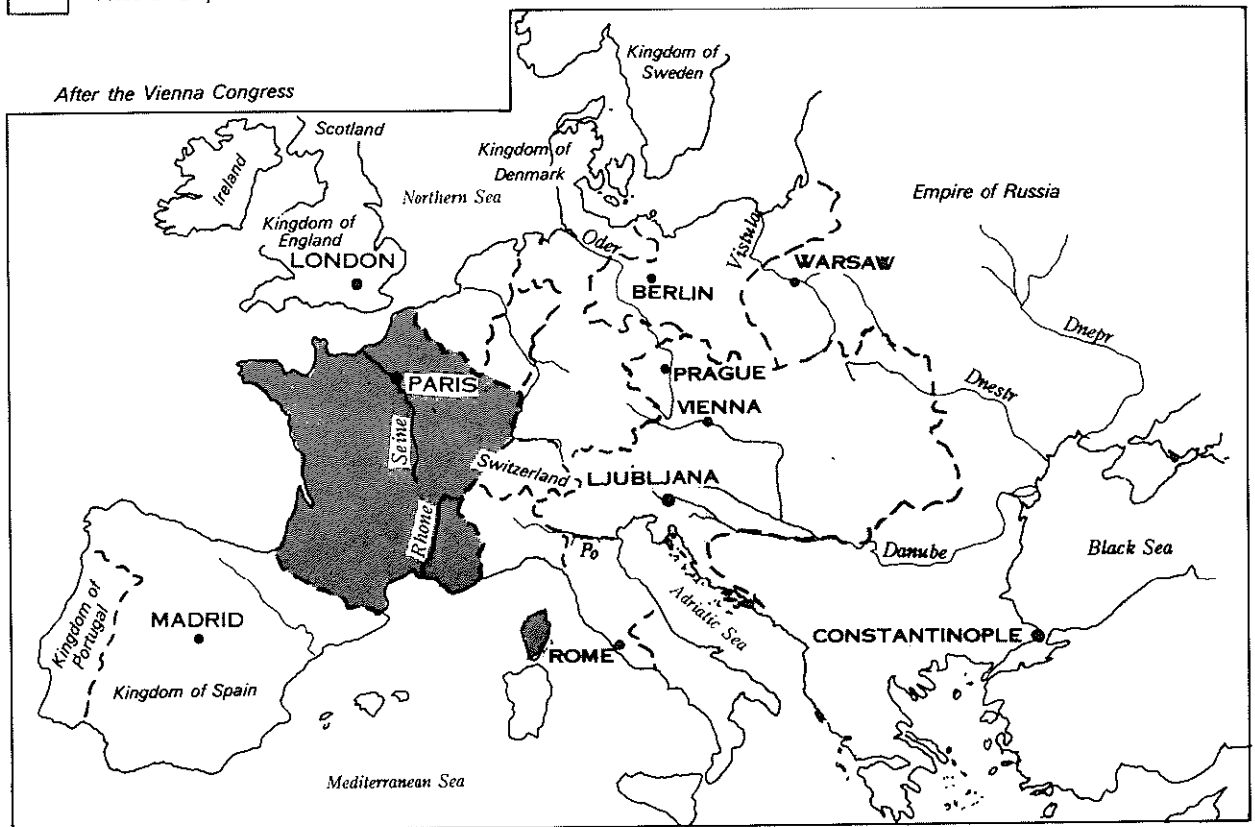 After the Vienna Congress
Kingdom of
Sweden
Scotland
Ireland
Kingdom of
England
LONDON
Northern Sea
Kingdom of
Denmark
Empire of Russia
Oder
Vistula
WARSAW
BERLIN
Dnepr
PARIS
PRAGUE
Dnestr
VIENNA
Seine
Switzerland
LJUBLJANA
Rhone
Po
Danube
Black Sea
Adriatic Sea
Kingdom of
Portugal
MADRID
Kingdom of Spain
ROME
CONSTANTINOPLE
Mediterranean Sea